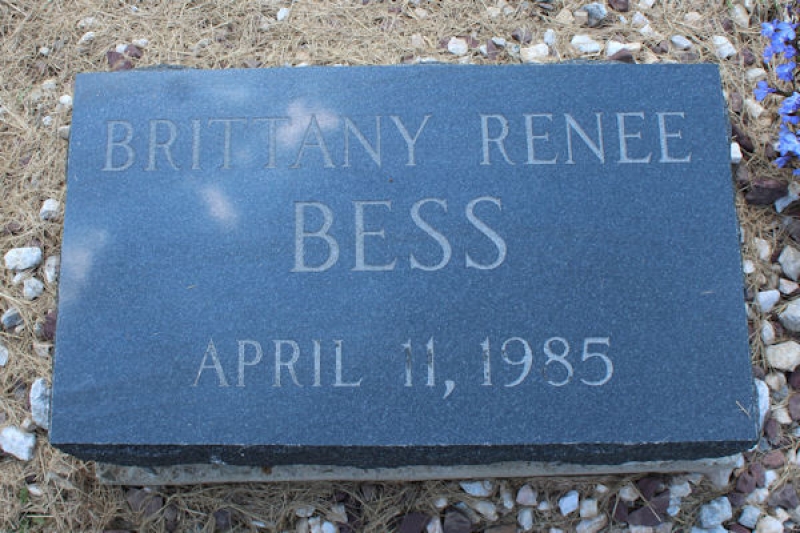 BRITTANY RENEE
BESS
APRIL 11, 1985